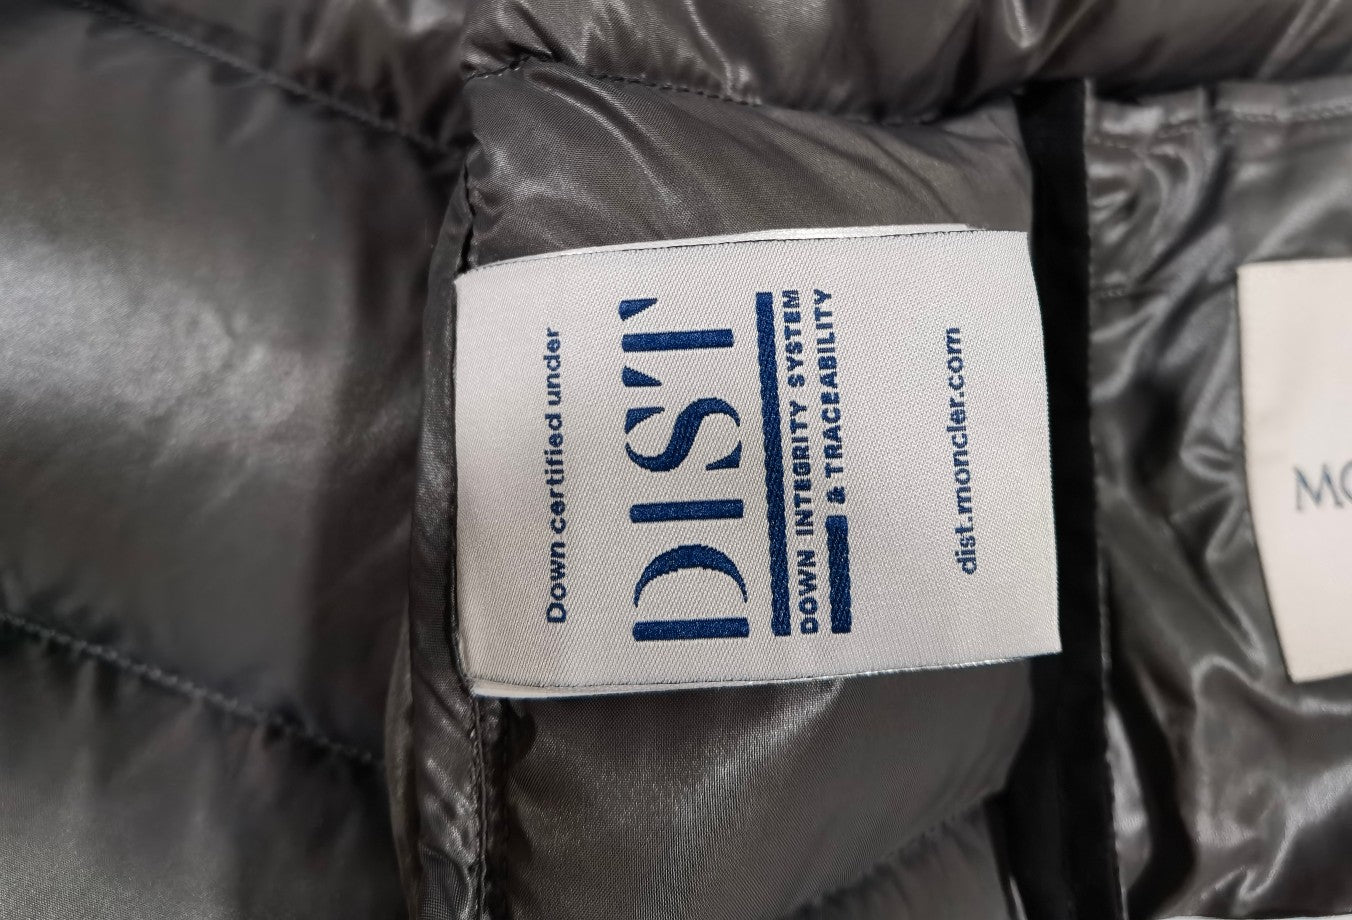 Down certified under
DIST
DOWN INTEGRITY SYSTEM
& TRACEABILITY
dist.moncler.com
MO